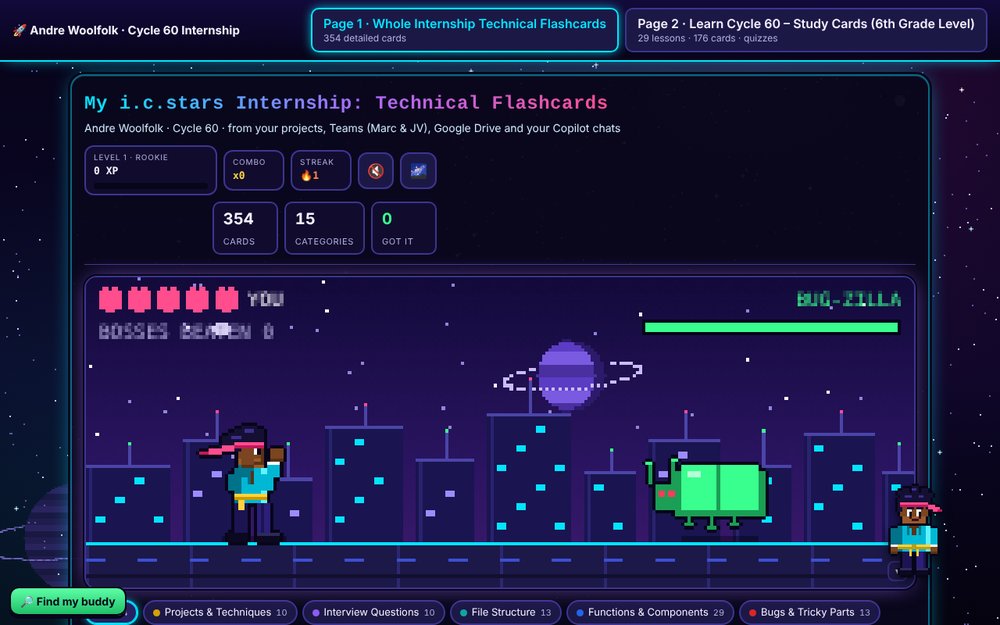 🚀 Andre Woolfolk · Cycle 60 Internship
Page 1 · Whole Internship Technical Flashcards
354 detailed cards
Page 2 · Learn Cycle 60 – Study Cards (6th Grade Level)
29 lessons · 176 cards · quizzes
My i.c.stars Internship: Technical Flashcards
Andre Woolfolk · Cycle 60 · from your projects, Teams (Marc & JV), Google Drive and your Copilot chats
LEVEL 1 · ROOKIE
0 XP
COMBO
x0
STREAK
🔥1
354
CARDS
15
CATEGORIES
0
GOT IT
YOU
BUG-ZILLA
BOSSES BEATEN 0
🔎 Find my buddy
Projects & Techniques 10
Interview Questions 10
File Structure 13
Functions & Components 29
Bugs & Tricky Parts 13